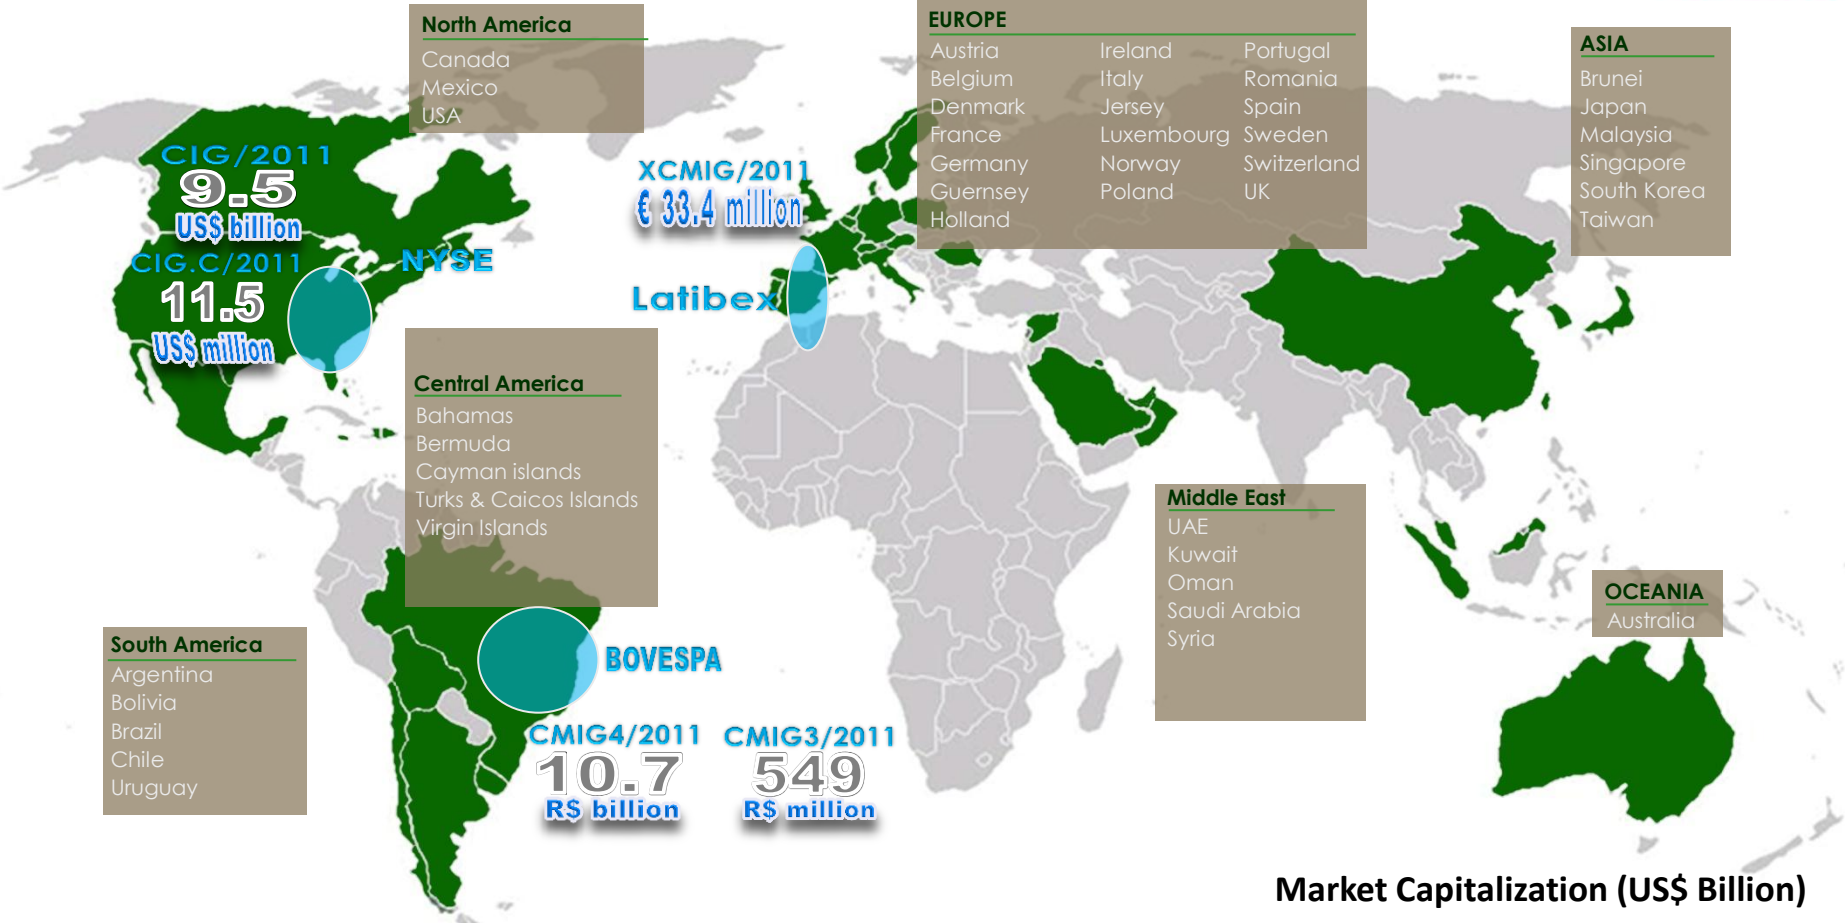 North America
Canada
Mexico
USA
EUROPE
Austria
Belgium
Denmark
France
Germany
Guernsey
Holland
Ireland
Italy
Jersey
Luxembourg
Norway
Poland
Portugal
Romania
Spain
Sweden
Switzerland
UK
ASIA
Brunei
Japan
Malaysia
Singapore
South Korea
Taiwan
CIG/2011
9.5
US$ billion
CIG.C/2011
11.5
US$ million
NYSE
XCMIG/2011
€ 33.4 million
Latibex
Central America
Bahamas
Bermuda
Cayman islands
Turks & Caicos Islands
Virgin Islands
Middle East
UAE
Kuwait
Oman
Saudi Arabia
Syria
OCEANIA
Australia
South America
Argentina
Bolivia
Brazil
Chile
Uruguay
BOVESPA
CMIG4/2011
10.7
R$ billion
CMIG3/2011
549
R$ million
Market Capitalization (US$ Billion)